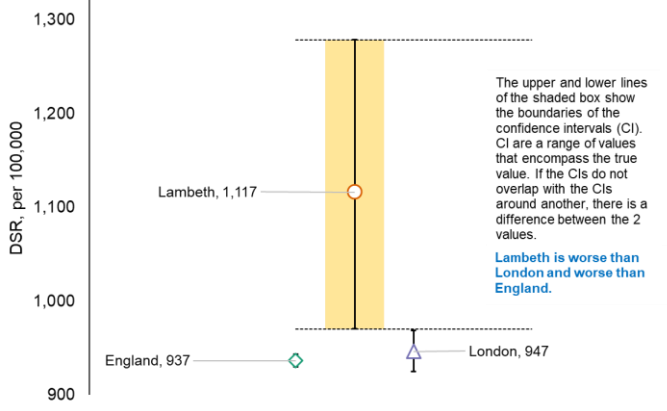 1,300
1,200
1,100
1,000
900
DSR, per 100,000
Lambeth, 1,117
England, 937
London, 947
The upper and lower lines
of the shaded box show
the boundaries of the
confidence intervals (CI).
CI are a range of values
that encompass the true
value. If the CIs do not
overlap with the CIs
around another, there is a
difference between the 2
values.
Lambeth is worse than
London and worse than
England.